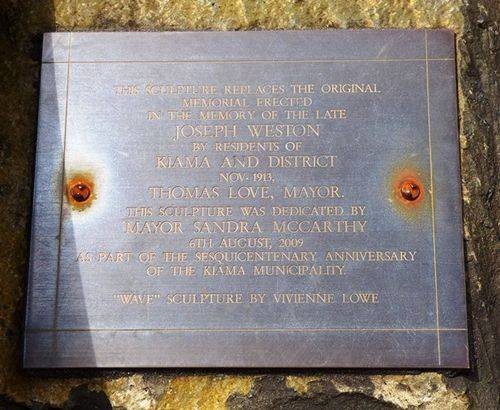 THIS SCULPTURE REPLACES THE ORIGINAL
MEMORIAL ERECTED
IN THE MEMORY OF THE LATE
JOSEPH WESTON
BY RESIDENTS OF
KIAMA AND DISTRICT
NOV. 1913,
THOMAS LOVE, MAYOR.
THIS SCULPTURE WAS DEDICATED BY
MAYOR SANDRA MCCARTHY
6TH AUGUST, 2009
AS PART OF THE SESQUICENTENARY ANNIVERSARY
OF THE KIAMA MUNICIPALITY.
"WAVE" SCULPTURE BY VIVIENNE LOWE